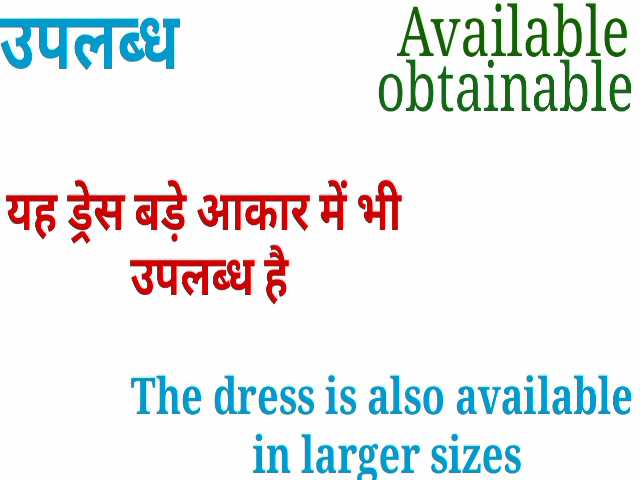 उपलब्ध
Available
obtainable
यह ड्रेस बड़े आकार में भी
उपलब्ध है
The dress is also available
in larger sizes